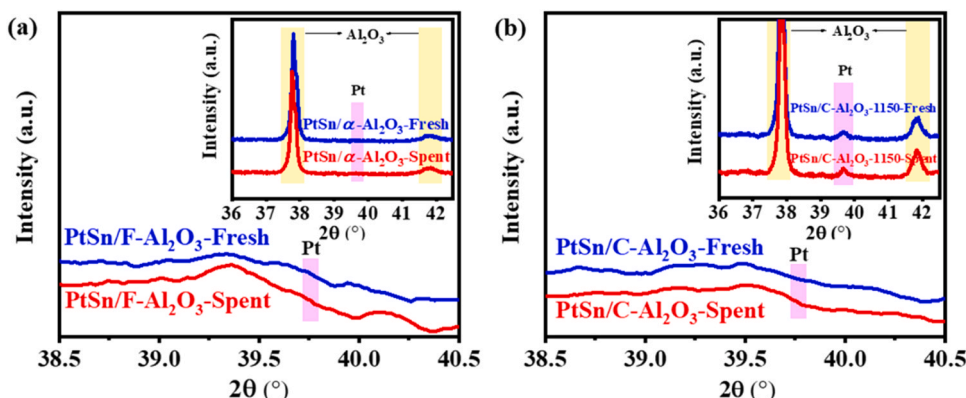 (a)
Intensity (a.u.)
Intensity (a.u.)
Al₂O₃
Pt
PtSn/α-Al₂O₃-Fresh
PtSn/α-Al₂O₃-Spent
36 37 38 39 40 41 42
2θ (°)
PtSn/F-Al₂O₃-Fresh
Pt
PtSn/F-Al₂O₃-Spent
38.5 39.0 39.5 40.0 40.5
2θ (°)
(b)
Intensity (a.u.)
Intensity (a.u.)
Al₂O₃
Pt
PtSn/C-Al₂O₃-1150-Fresh
PtSn/C-Al₂O₃-1150-Spent
36 37 38 39 40 41 42
2θ (°)
PtSn/C-Al₂O₃-Fresh
Pt
PtSn/C-Al₂O₃-Spent
38.5 39.0 39.5 40.0 40.5
2θ (°)